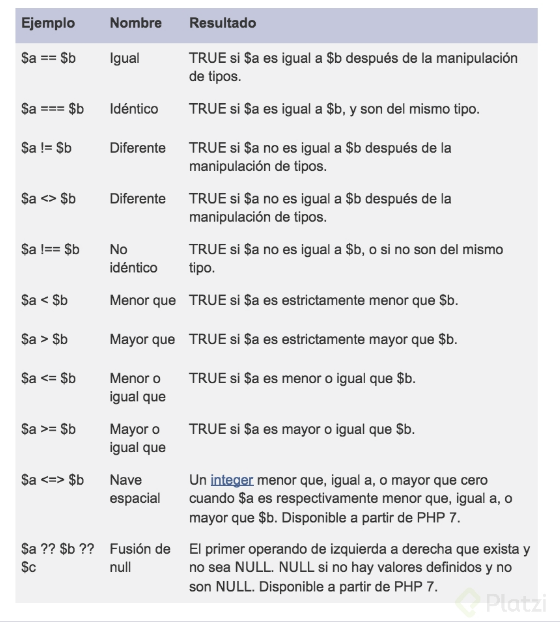 Ejemplo Nombre Resultado
$a == $b Igual TRUE si $a es igual a $b después de la manipulación
de tipos.
$a === $b Idéntico TRUE si $a es igual a $b, y son del mismo tipo.
$a != $b Diferente TRUE si $a no es igual a $b después de la
manipulación de tipos.
$a <> $b Diferente TRUE si $a no es igual a $b después de la
manipulación de tipos.
$a !== $b No TRUE si $a no es igual a $b, o si no son del mismo
idéntico tipo.
$a < $b Menor que TRUE si $a es estrictamente menor que $b.
$a > $b Mayor que TRUE si $a es estrictamente mayor que $b.
$a <= $b Menor o TRUE si $a es menor o igual que $b.
igual que
$a >= $b Mayor o TRUE si $a es mayor o igual que $b.
igual que
$a <=> $b Nave Un integer menor que, igual a, o mayor que cero
espacial cuando $a es respectivamente menor que, igual a, o
mayor que $b. Disponible a partir de PHP 7.
$a ?? $b ?? Fusión de El primer operando de izquierda a derecha que exista y
$c null no sea NULL. NULL si no hay valores definidos y no
son NULL. Disponible a partir de PHP 7.
Platzi